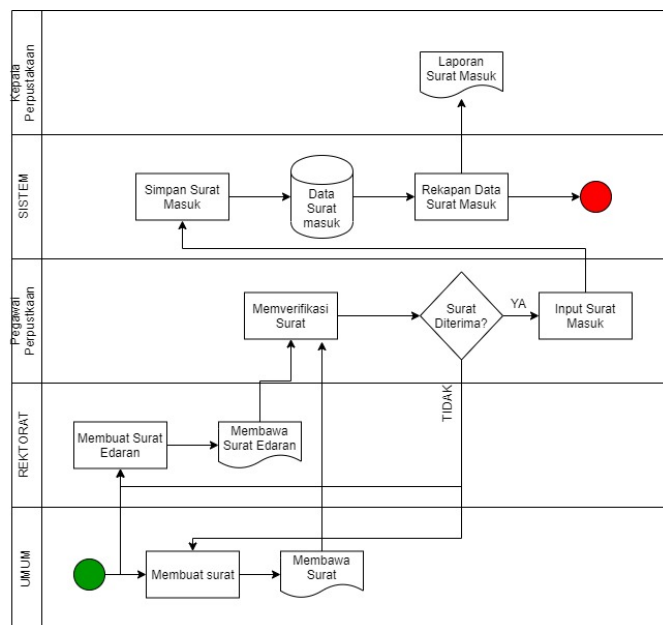 Kepala
Perpustakaan
Laporan
Surat Masuk
SISTEM
Simpan Surat
Masuk
Data
Surat
masuk
Rekapan Data
Surat Masuk
Pegawai
Perpustkaan
Memverifikasi
Surat
Surat
Diterima?
YA
Input Surat
Masuk
TIDAK
REKTORAT
Membuat Surat
Edaran
Membawa
Surat Edaran
UMUM
Membuat surat
Membawa
Surat